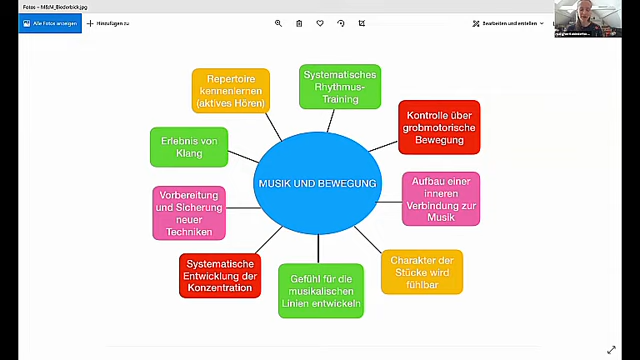 Fotos – M&M_Biederbick.jpg
Alle Fotos anzeigen
Hinzufügen zu
Bearbeiten und erstellen
Repertoire
kennenlernen
(aktives Hören)
Systematisches
Rhythmus-
Training
Kontrolle über
grobmotorische
Bewegung
Erlebnis von
Klang
MUSIK UND BEWEGUNG
Aufbau einer
inneren
Verbindung zur
Musik
Vorbereitung
und Sicherung
neuer
Techniken
Systematische
Entwicklung der
Konzentration
Gefühl für die
musikalischen
Linien entwickeln
Charakter der
Stücke wird
fühlbar